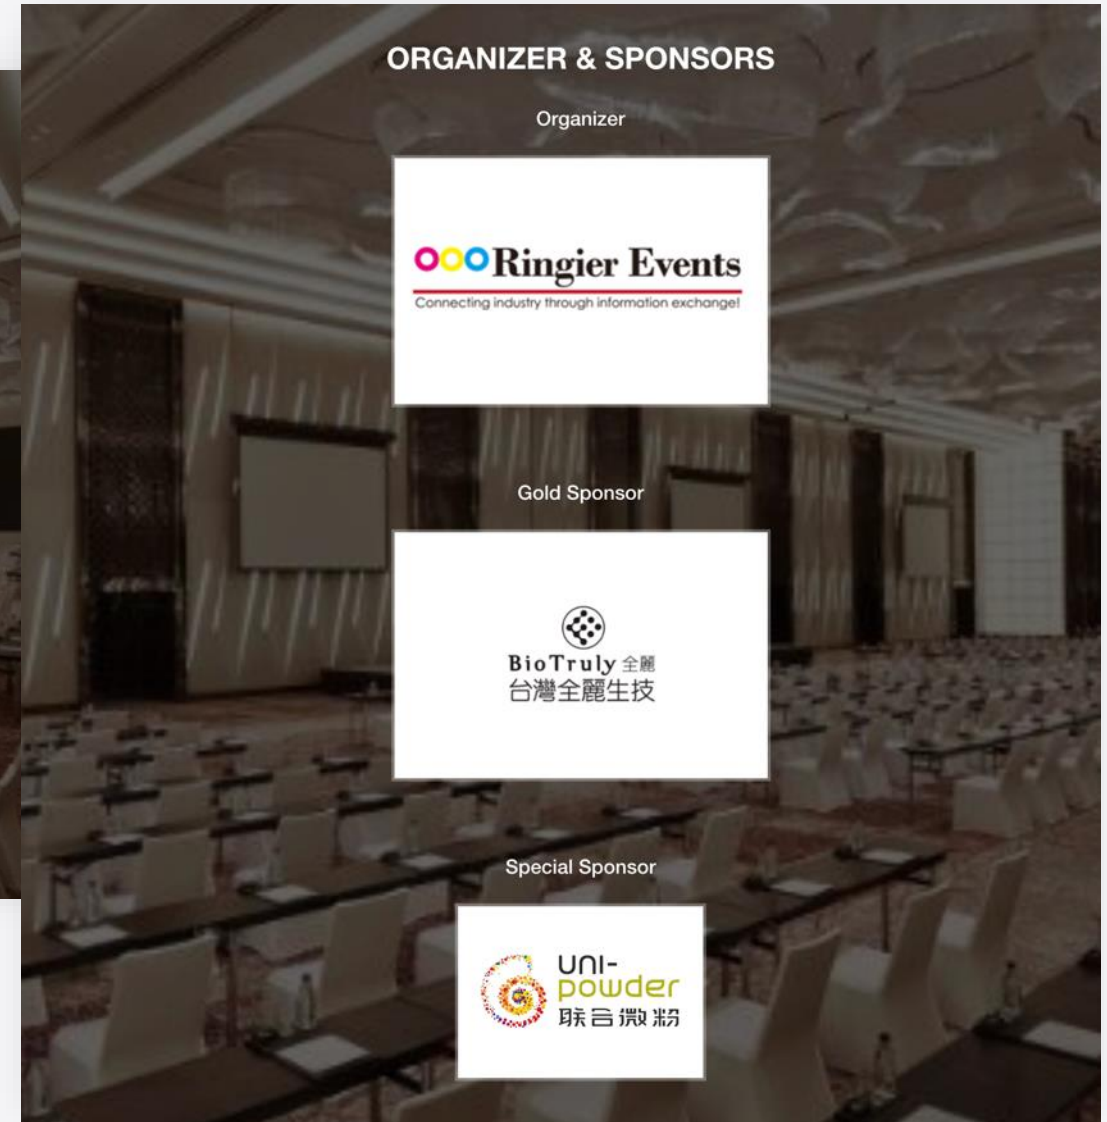 ORGANIZER & SPONSORS
Organizer
Ringier Events
Connecting industry through information exchange!
Gold Sponsor
BioTruly 全麗
台灣全麗生技
Special Sponsor
UNI-
powder
联合微粉